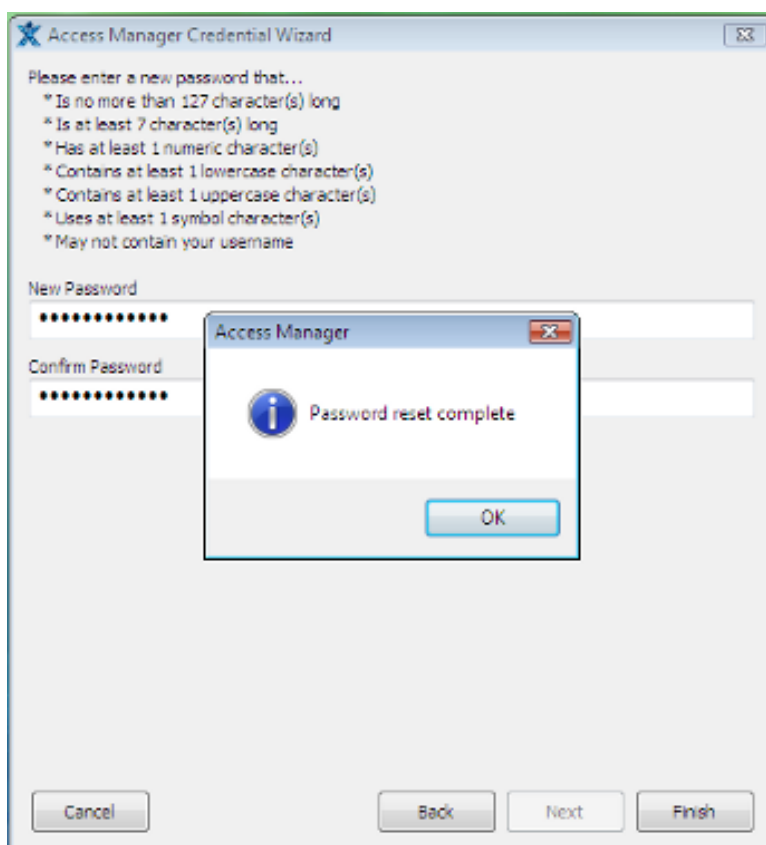 Access Manager Credential Wizard
Please enter a new password that...
* Is no more than 127 character(s) long
* Is at least 7 character(s) long
* Has at least 1 numeric character(s)
* Contains at least 1 lowercase character(s)
* Contains at least 1 uppercase character(s)
* Uses at least 1 symbol character(s)
* May not contain your username
New Password
••••••••••••
Access Manager
Confirm Password
••••••••••••
Password reset complete
OK
Cancel
Back
Next
Finish